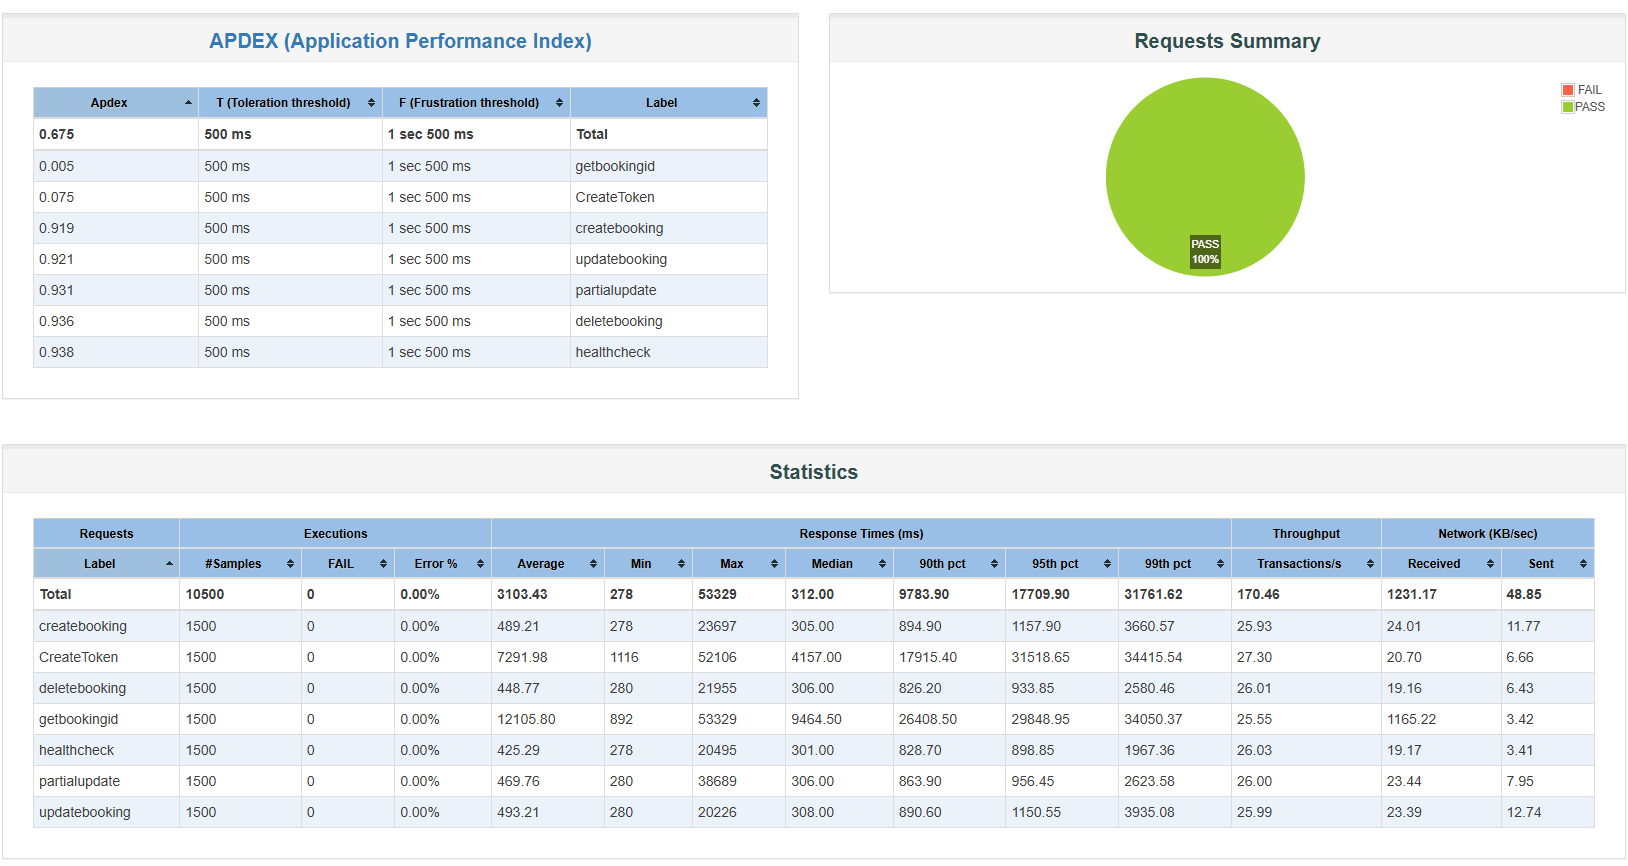 APDEX (Application Performance Index)
Apdex T (Toleration threshold) F (Frustration threshold) Label
0.675 500 ms 1 sec 500 ms Total
0.005 500 ms 1 sec 500 ms getbookingid
0.075 500 ms 1 sec 500 ms CreateToken
0.919 500 ms 1 sec 500 ms createbooking
0.921 500 ms 1 sec 500 ms updatebooking
0.931 500 ms 1 sec 500 ms partialupdate
0.936 500 ms 1 sec 500 ms deletebooking
0.938 500 ms 1 sec 500 ms healthcheck
Requests Summary
FAIL
PASS
PASS
100%
Statistics
Requests Executions Response Times (ms) Throughput Network (KB/sec)
Label #Samples FAIL Error % Average Min Max Median 90th pct 95th pct 99th pct Transactions/s Received Sent
Total 10500 0 0.00% 3103.43 278 53329 312.00 9783.90 17709.90 31761.62 170.46 1231.17 48.85
createbooking 1500 0 0.00% 489.21 278 23697 305.00 894.90 1157.90 3660.57 25.93 24.01 11.77
CreateToken 1500 0 0.00% 7291.98 1116 52106 4157.00 17915.40 31518.65 34415.54 27.30 20.70 6.66
deletebooking 1500 0 0.00% 448.77 280 21955 306.00 826.20 933.85 2580.46 26.01 19.16 6.43
getbookingid 1500 0 0.00% 12105.80 892 53329 9464.50 26408.50 29848.95 34050.37 25.55 1165.22 3.42
healthcheck 1500 0 0.00% 425.29 278 20495 301.00 828.70 898.85 1967.36 26.03 19.17 3.41
partialupdate 1500 0 0.00% 469.76 280 38689 306.00 863.90 956.45 2623.58 26.00 23.44 7.95
updatebooking 1500 0 0.00% 493.21 280 20226 308.00 890.60 1150.55 3935.08 25.99 23.39 12.74